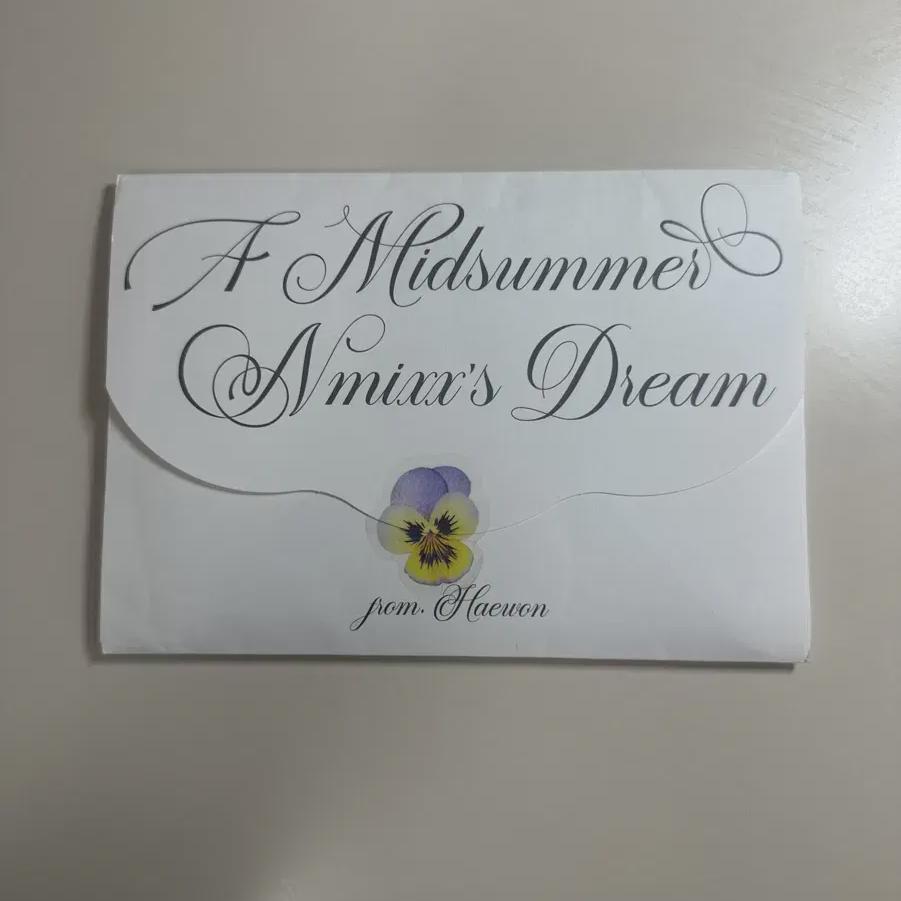 A Midsummer
Nmixx's Dream
from. Haewon